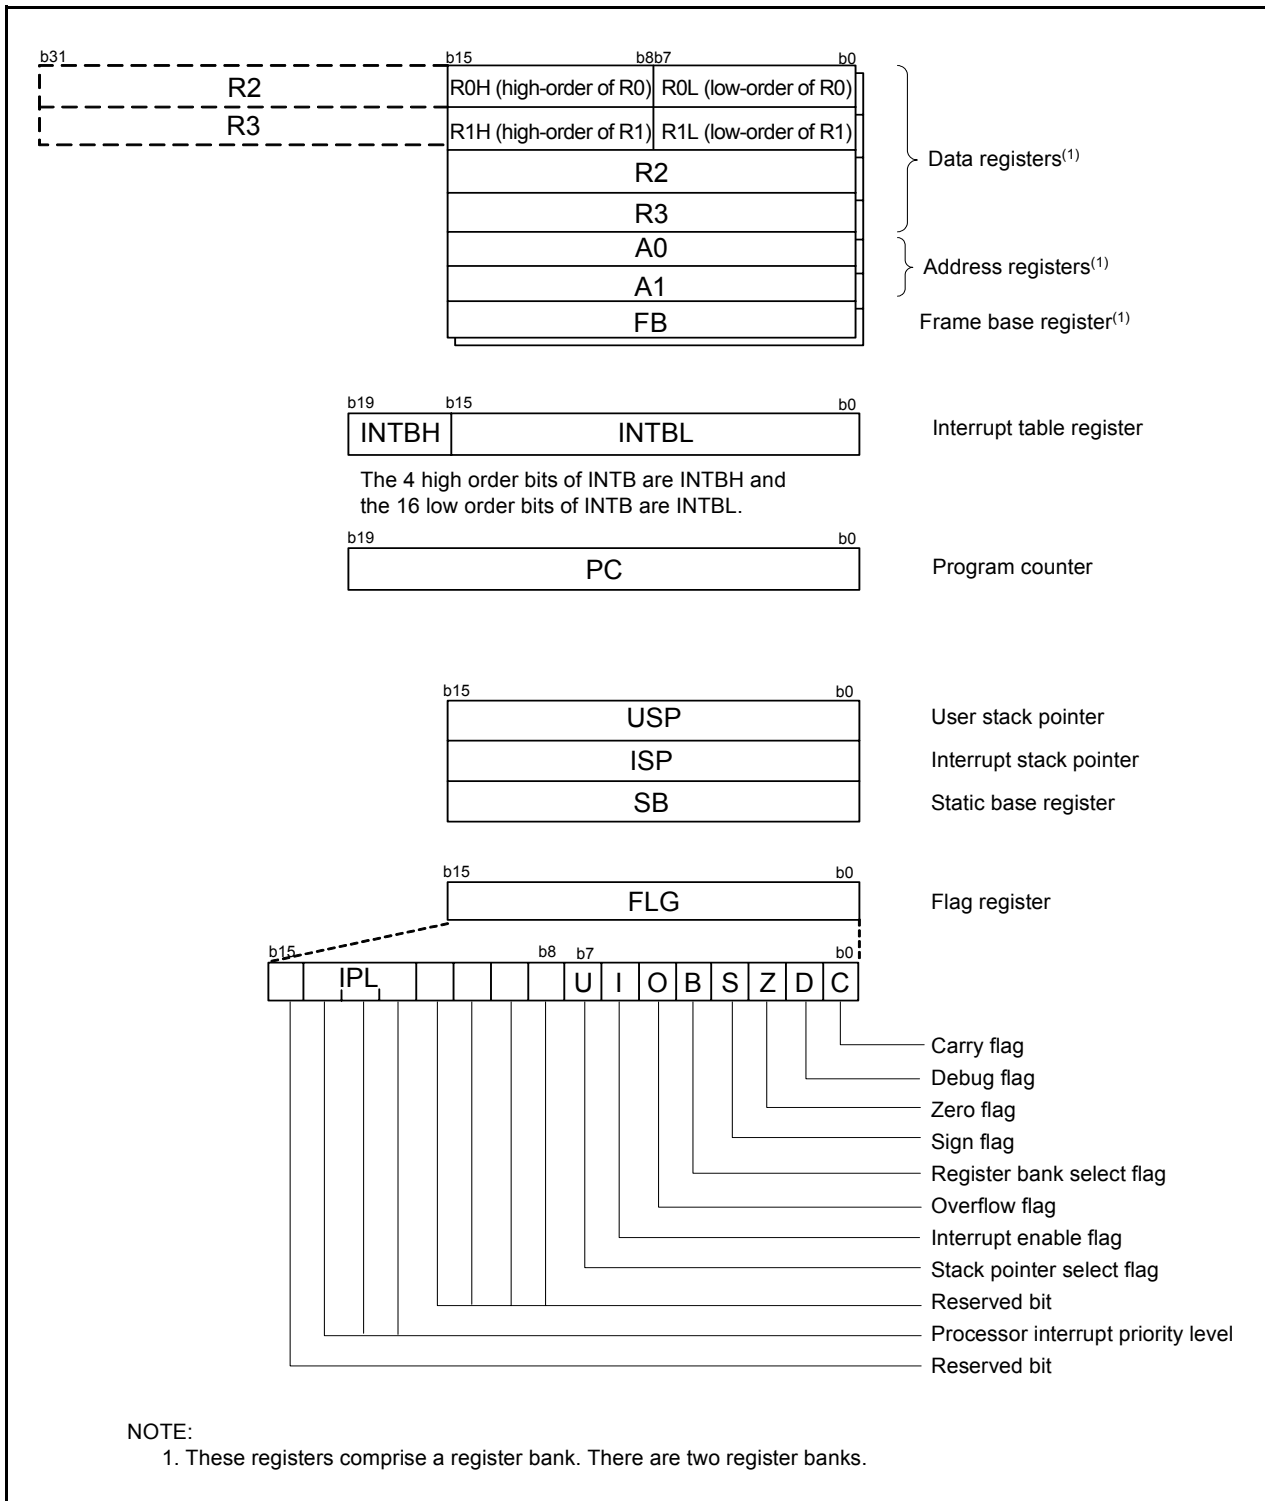 b31 b15 b8b7 b0
R2 R0H (high-order of R0) R0L (low-order of R0)
R3 R1H (high-order of R1) R1L (low-order of R1)
Data registers(1)
R2
R3
A0
Address registers(1)
A1
FB Frame base register(1)
b19 b15 b0
INTBH INTBL Interrupt table register
The 4 high order bits of INTB are INTBH and
the 16 low order bits of INTB are INTBL.
b19 b0
PC Program counter
b15 b0
USP User stack pointer
ISP Interrupt stack pointer
SB Static base register
b15 b0
FLG Flag register
b15 b8 b7 b0
IPL U I O B S Z D C
Carry flag
Debug flag
Zero flag
Sign flag
Register bank select flag
Overflow flag
Interrupt enable flag
Stack pointer select flag
Reserved bit
Processor interrupt priority level
Reserved bit
NOTE:
1. These registers comprise a register bank. There are two register banks.